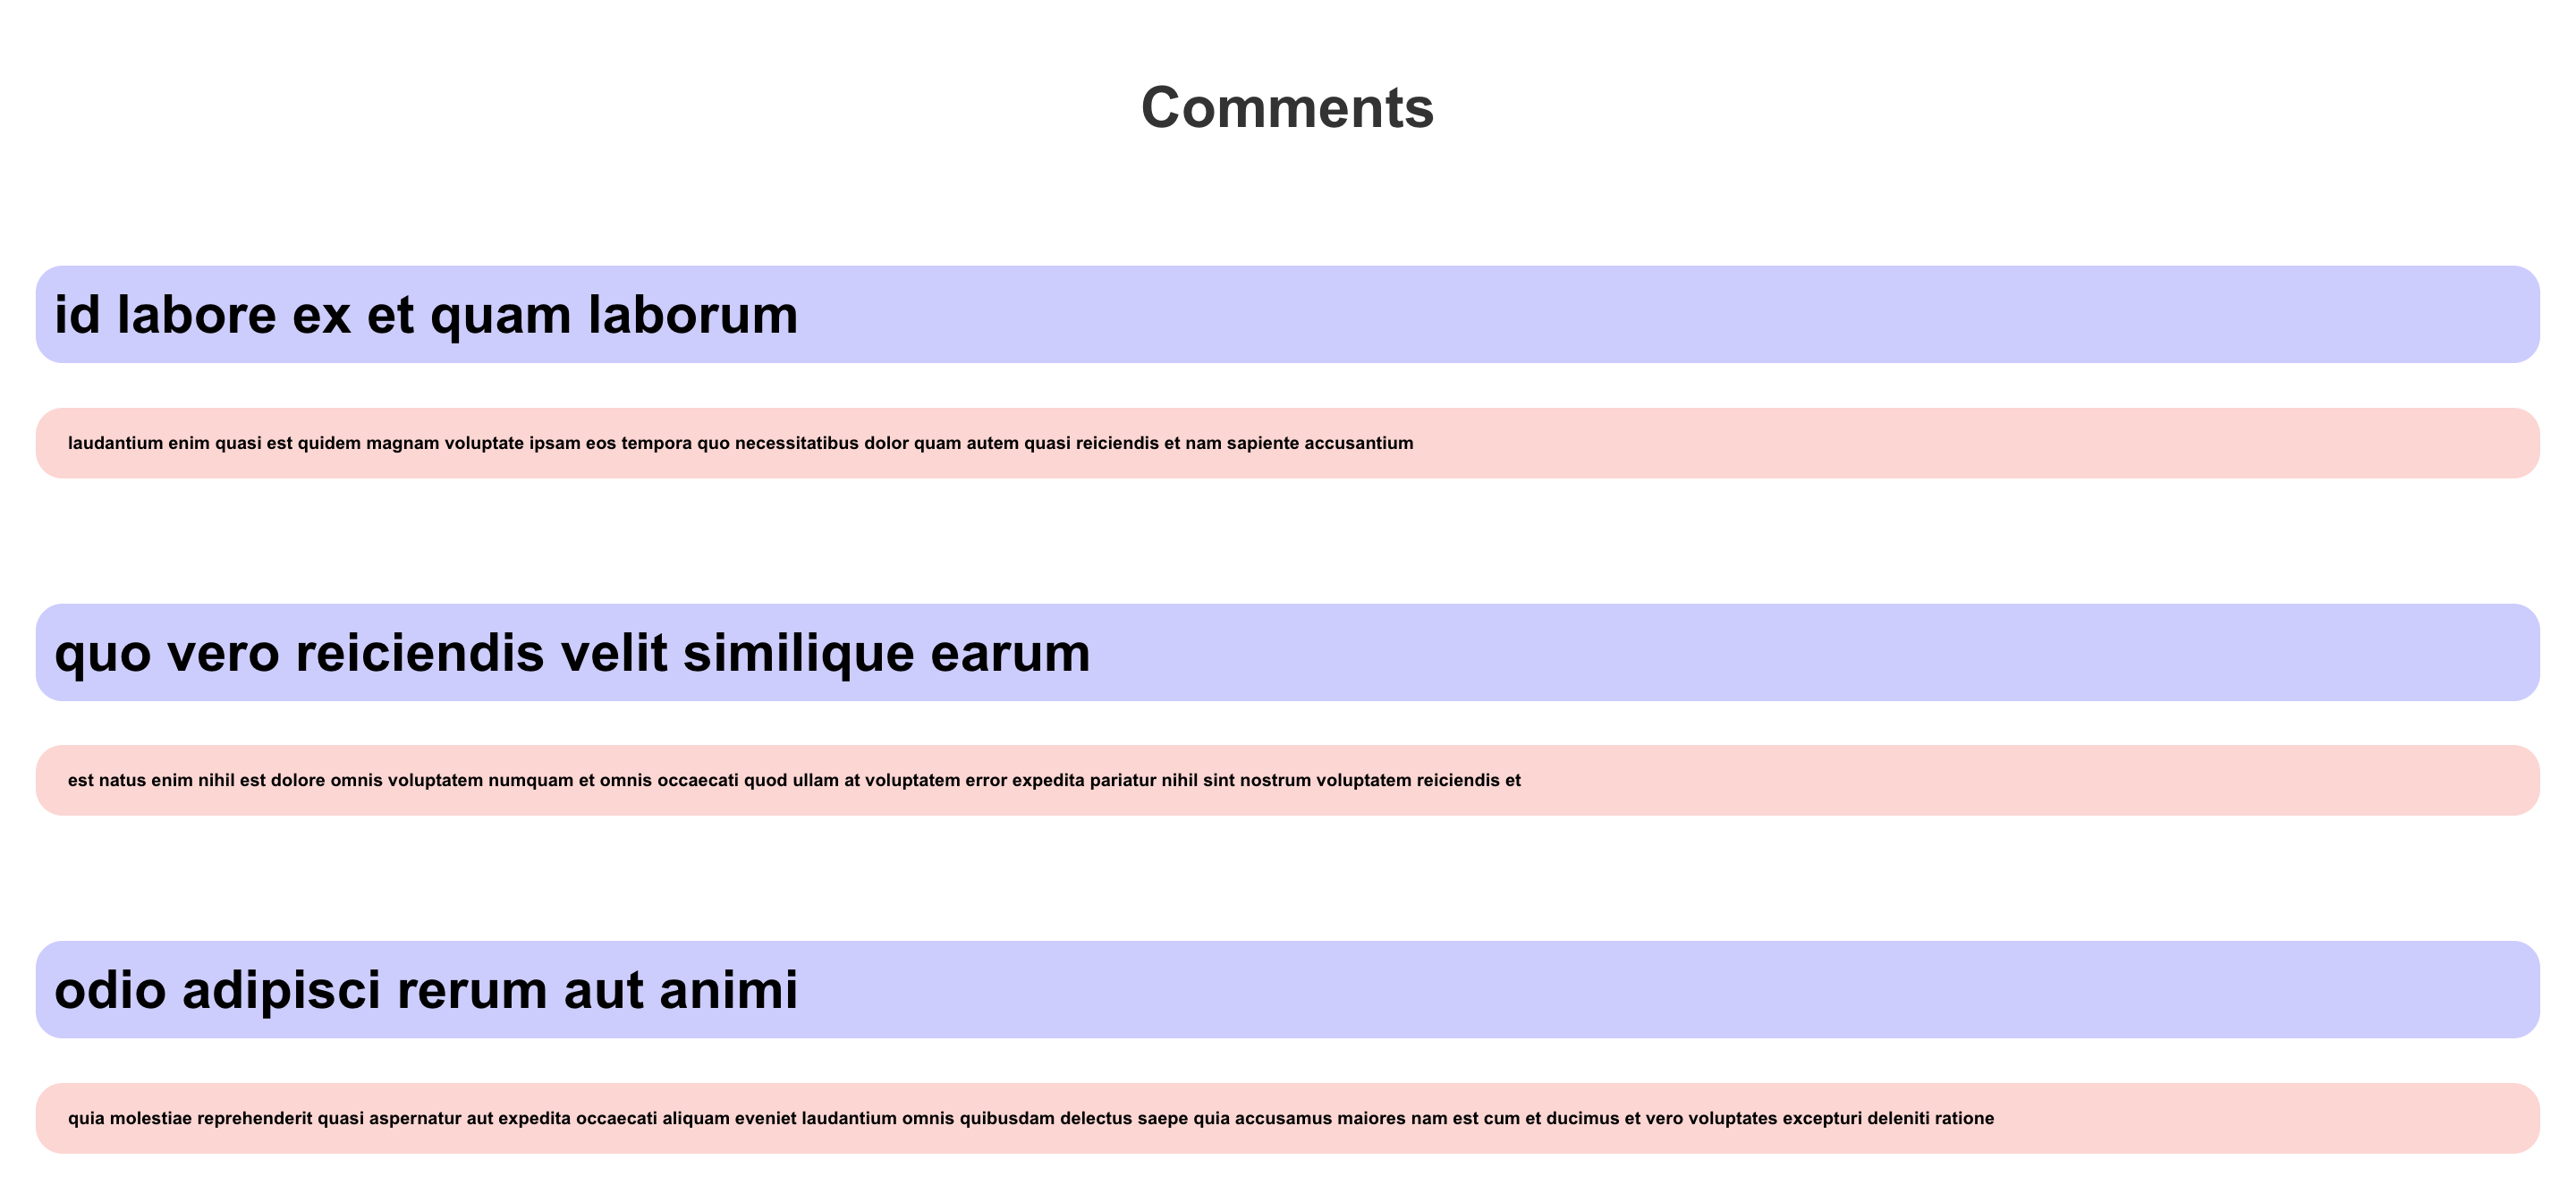 Comments
id labore ex et quam laborum
laudantium enim quasi est quidem magnam voluptate ipsam eos tempora quo necessitatibus dolor quam autem quasi reiciendis et nam sapiente accusantium
quo vero reiciendis velit similique earum
est natus enim nihil est dolore omnis voluptatem numquam et omnis occaecati quod ullam at voluptatem error expedita pariatur nihil sint nostrum voluptatem reiciendis et
odio adipisci rerum aut animi
quia molestiae reprehenderit quasi aspernatur aut expedita occaecati aliquam eveniet laudantium omnis quibusdam delectus saepe quia accusamus maiores nam est cum et ducimus et vero voluptates excepturi deleniti ratione